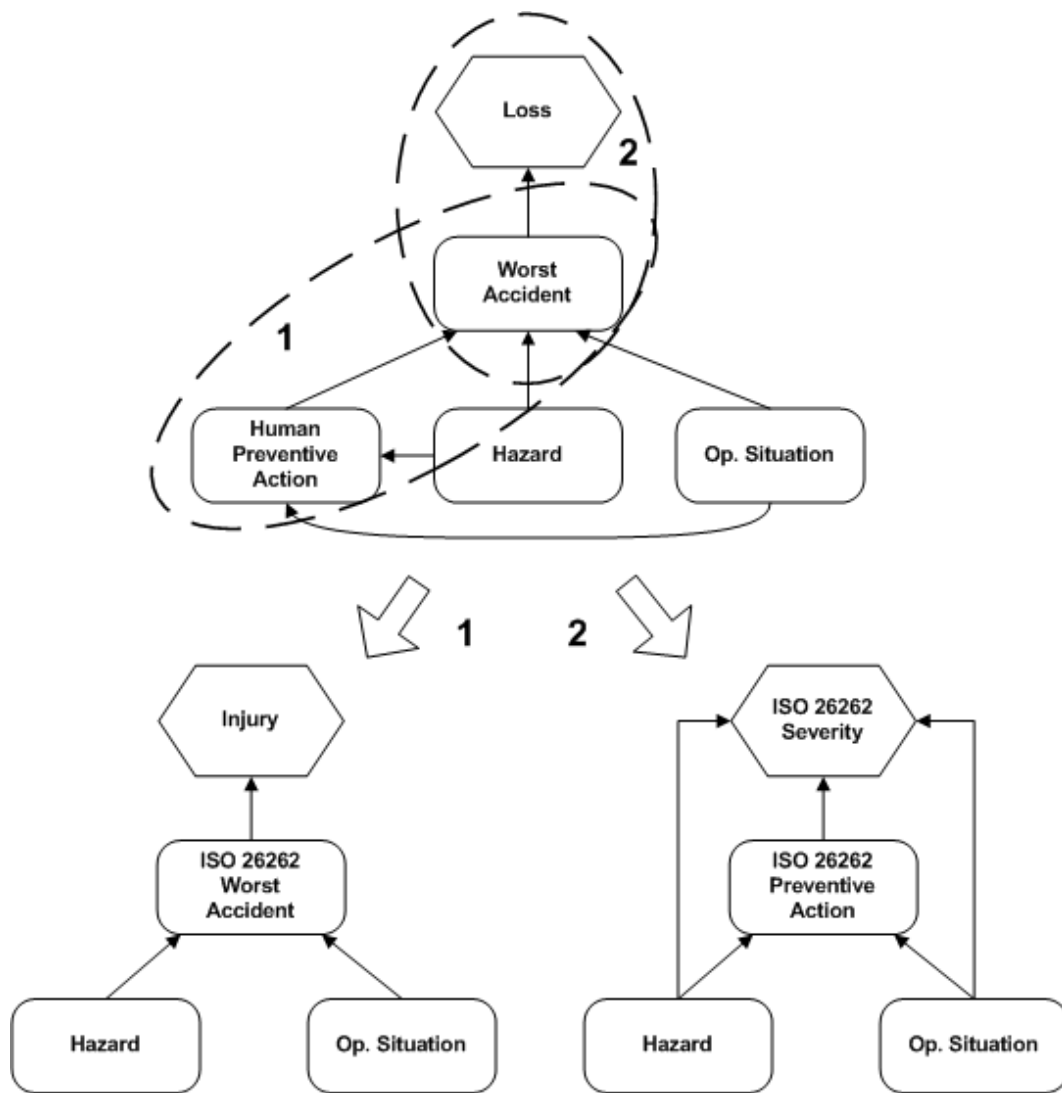 Loss
2
Worst
Accident
1
Human
Preventive
Action
Hazard
Op. Situation
1
2
Injury
ISO 26262
Severity
ISO 26262
Worst
Accident
ISO 26262
Preventive
Action
Hazard
Op. Situation
Hazard
Op. Situation